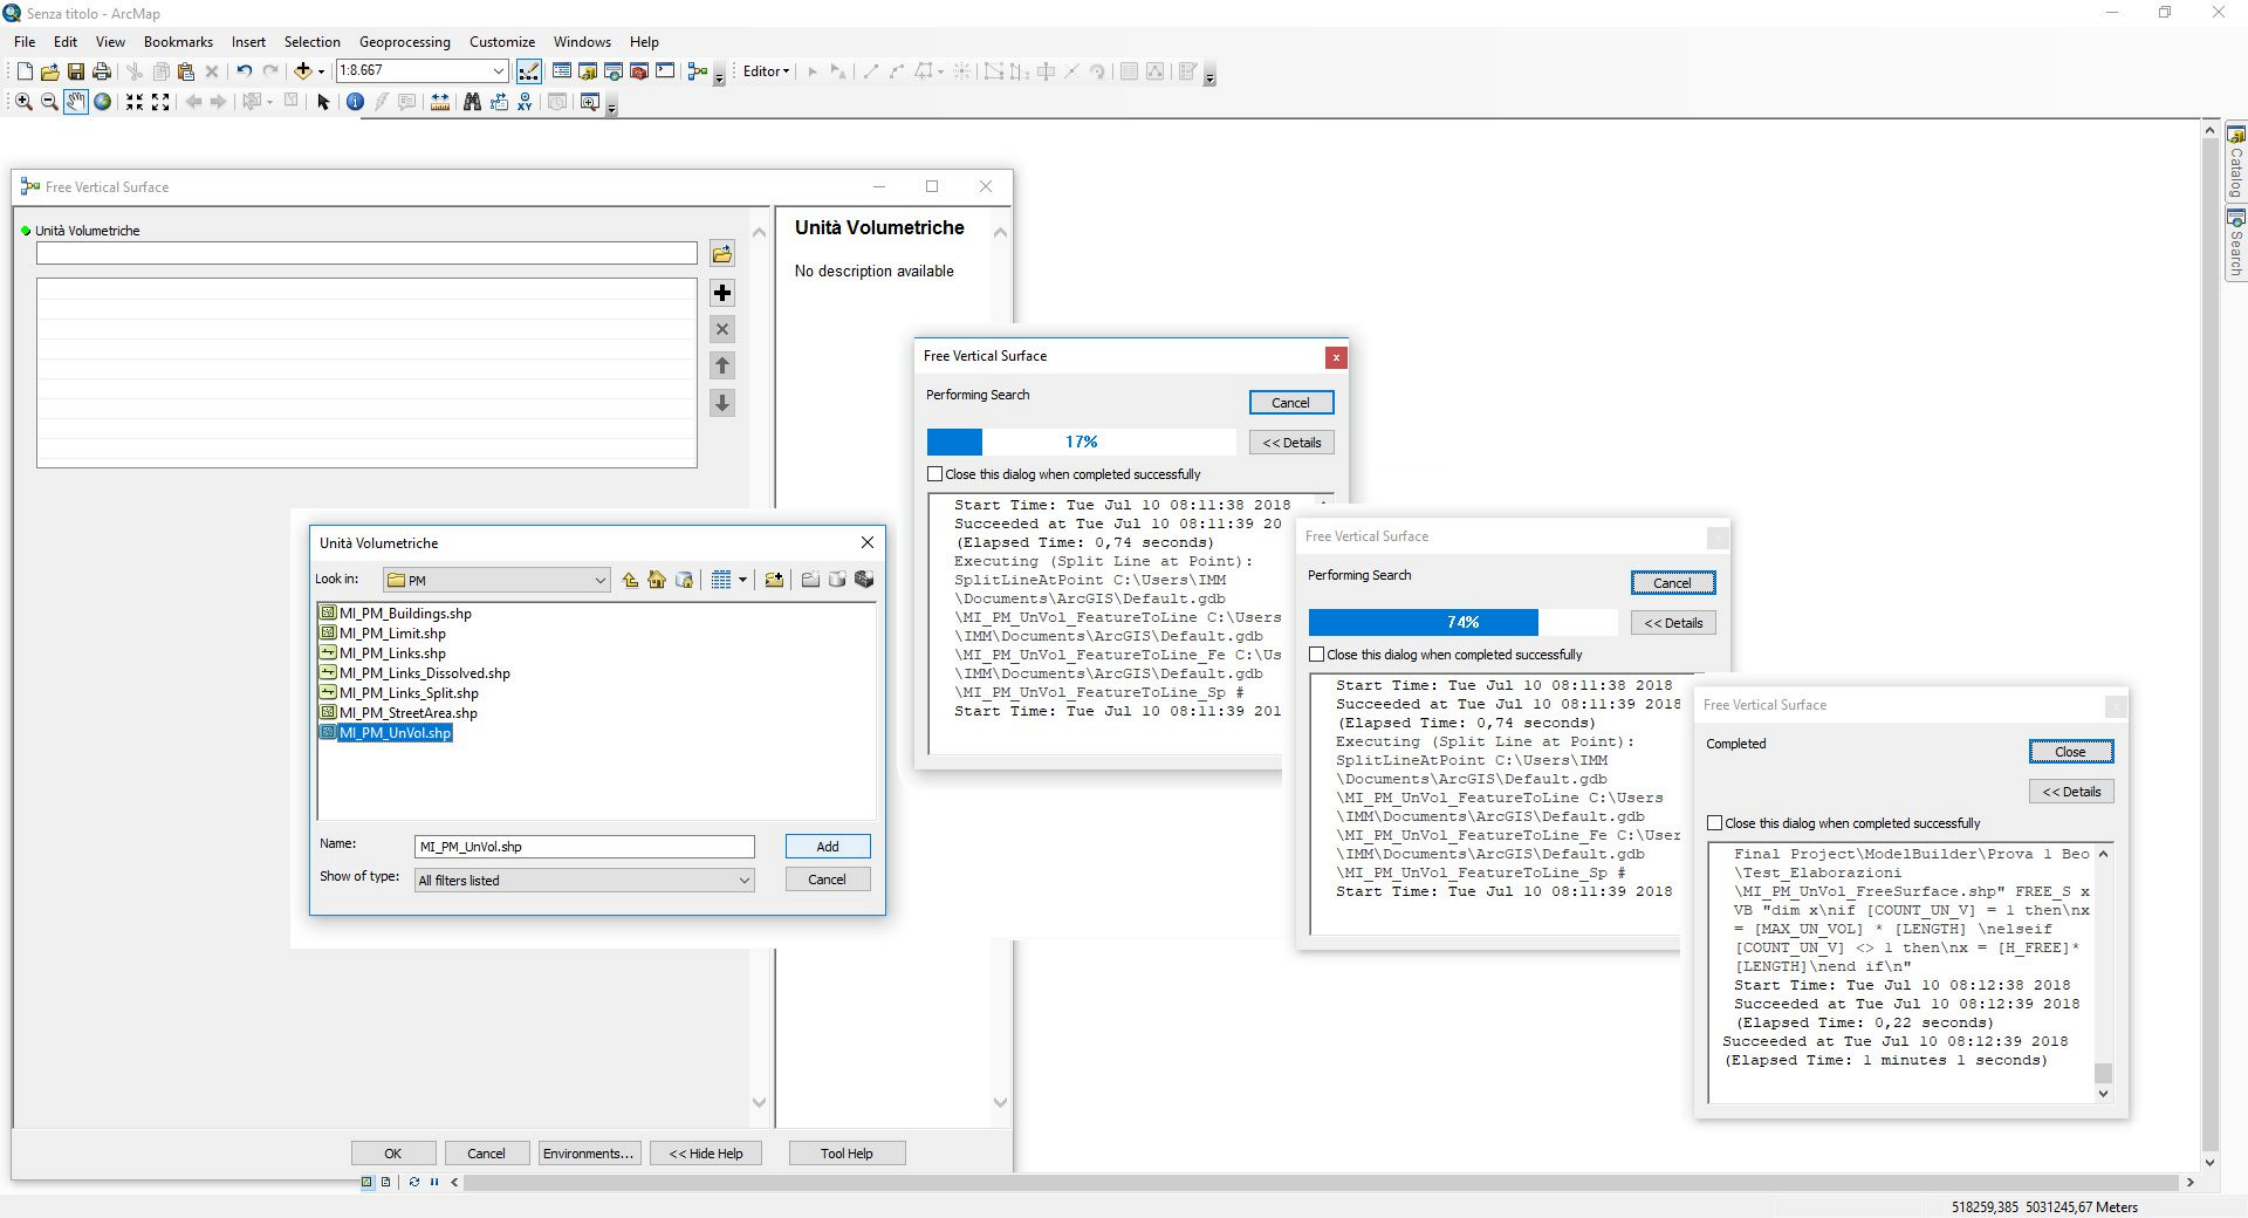 Senza titolo - ArcMap
File Edit View Bookmarks Insert Selection Geoprocessing Customize Windows Help
1:8.667
Editor
XY
Catalog
Search
Free Vertical Surface
Unità Volumetriche
Unità Volumetriche
No description available
OK
Cancel
Environments...
<< Hide Help
Tool Help
Unità Volumetriche
Look in:
PM
MI_PM_Buildings.shp
MI_PM_Limit.shp
MI_PM_Links.shp
MI_PM_Links_Dissolved.shp
MI_PM_Links_Split.shp
MI_PM_StreetArea.shp
MI_PM_UnVol.shp
Name:
MI_PM_UnVol.shp
Add
Show of type:
All filters listed
Cancel
Free Vertical Surface
Performing Search
Cancel
17%
<< Details
Close this dialog when completed successfully
Start Time: Tue Jul 10 08:11:38 2018
Succeeded at Tue Jul 10 08:11:39 20
(Elapsed Time: 0,74 seconds)
Executing (Split Line at Point):
SplitLineAtPoint C:\Users\IMM
\Documents\ArcGIS\Default.gdb
\MI_PM_UnVol_FeatureToLine C:\Users
\IMM\Documents\ArcGIS\Default.gdb
\MI_PM_UnVol_FeatureToLine_Fe C:\Us
\IMM\Documents\ArcGIS\Default.gdb
\MI_PM_UnVol_FeatureToLine_Sp #
Start Time: Tue Jul 10 08:11:39 201
Free Vertical Surface
Performing Search
Cancel
74%
<< Details
Close this dialog when completed successfully
Start Time: Tue Jul 10 08:11:38 2018
Succeeded at Tue Jul 10 08:11:39 2018
(Elapsed Time: 0,74 seconds)
Executing (Split Line at Point):
SplitLineAtPoint C:\Users\IMM
\Documents\ArcGIS\Default.gdb
\MI_PM_UnVol_FeatureToLine C:\Users
\IMM\Documents\ArcGIS\Default.gdb
\MI_PM_UnVol_FeatureToLine_Fe C:\User
\IMM\Documents\ArcGIS\Default.gdb
\MI_PM_UnVol_FeatureToLine_Sp #
Start Time: Tue Jul 10 08:11:39 2018
Free Vertical Surface
Completed
Close
<< Details
Close this dialog when completed successfully
Final Project\ModelBuilder\Prova 1 Beo
\Test_Elaborazioni
\MI_PM_UnVol_FreeSurface.shp" FREE_S x
VB "dim x\nif [COUNT_UN_V] = 1 then\nx
= [MAX_UN_VOL] * [LENGTH] \nelseif
[COUNT_UN_V] <> 1 then\nx = [H_FREE]*
[LENGTH]\nend if\n"
Start Time: Tue Jul 10 08:12:38 2018
Succeeded at Tue Jul 10 08:12:39 2018
(Elapsed Time: 0,22 seconds)
Succeeded at Tue Jul 10 08:12:39 2018
(Elapsed Time: 1 minutes 1 seconds)
518259,385 5031245,67 Meters